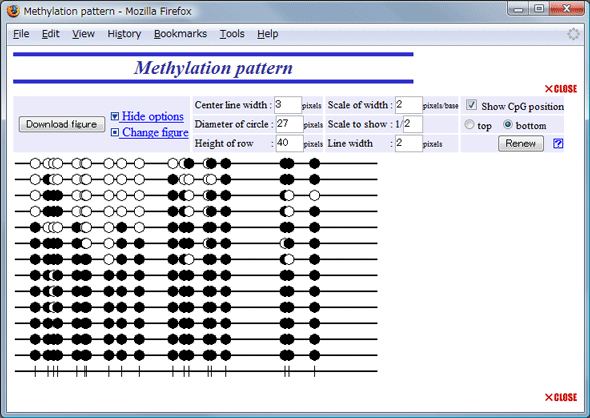 Methylation pattern - Mozilla Firefox
File Edit View History Bookmarks Tools Help
Methylation pattern
×CLOSE
Download figure
Hide options
Change figure
Center line width : 3 pixels Scale of width : 2 pixels/base Show CpG position
Diameter of circle : 27 pixels Scale to show : 1/2 top bottom
Height of row : 40 pixels Line width : 2 pixels Renew ?
×CLOSE